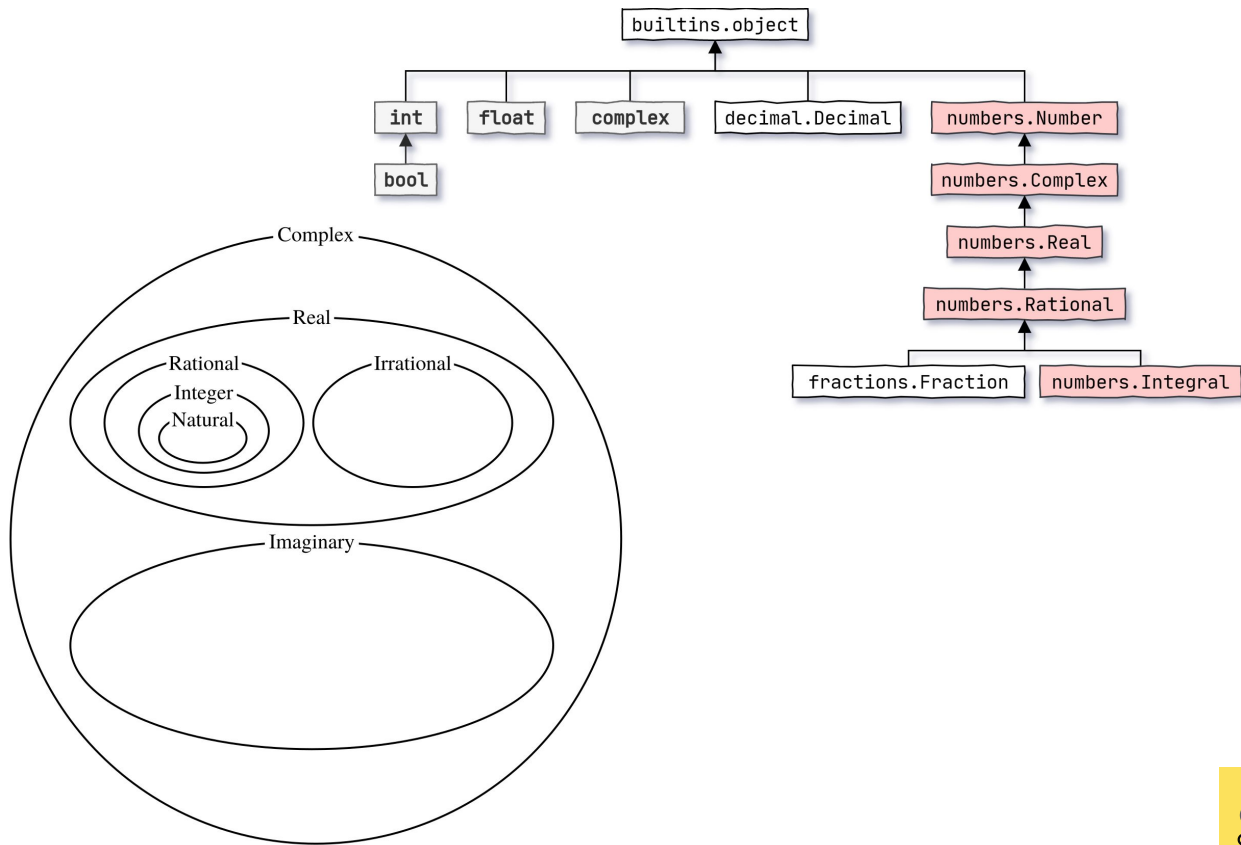 builtins.object
int float complex decimal.Decimal numbers.Number
bool numbers.Complex
numbers.Real
numbers.Rational
fractions.Fraction numbers.Integral
Complex
Real
Rational Irrational
Integer
Natural
Imaginary